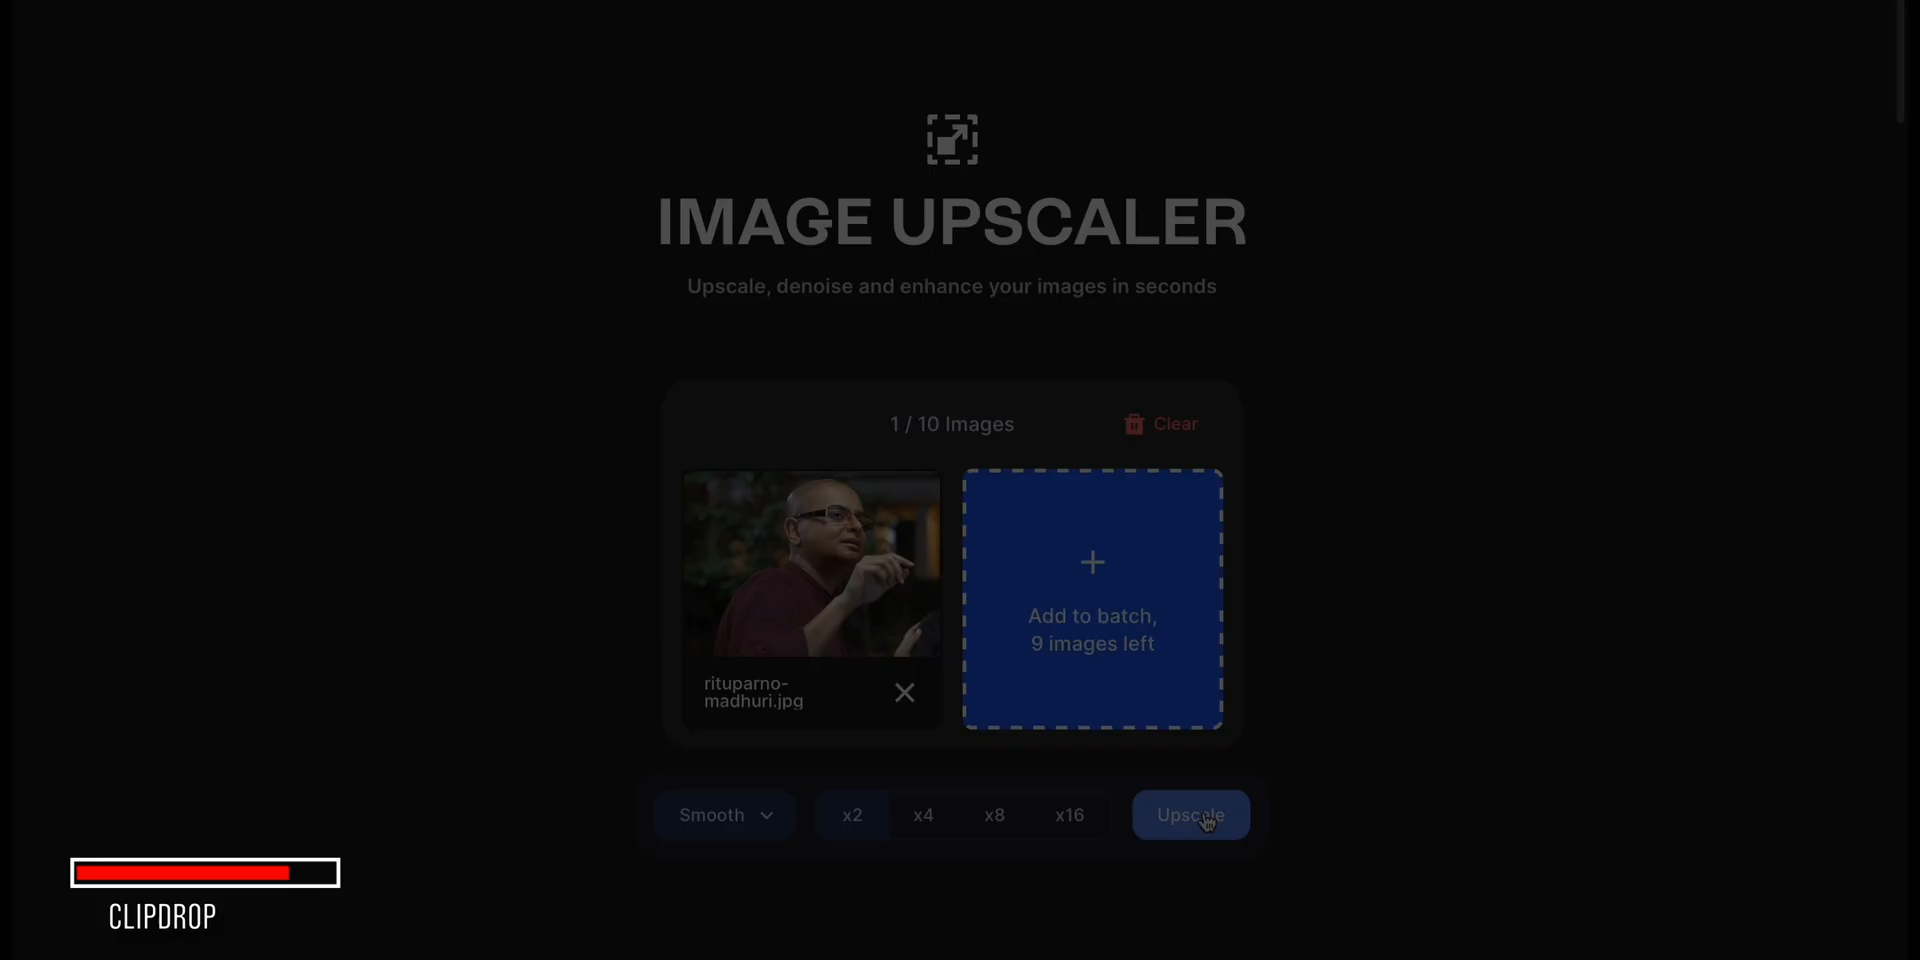 IMAGE UPSCALER
Upscale, denoise and enhance your images in seconds
1 / 10 Images
Clear
Add to batch,
9 images left
rituparno-
madhuri.jpg
Smooth
x2
x4
x8
x16
Upscale
CLIPDROP